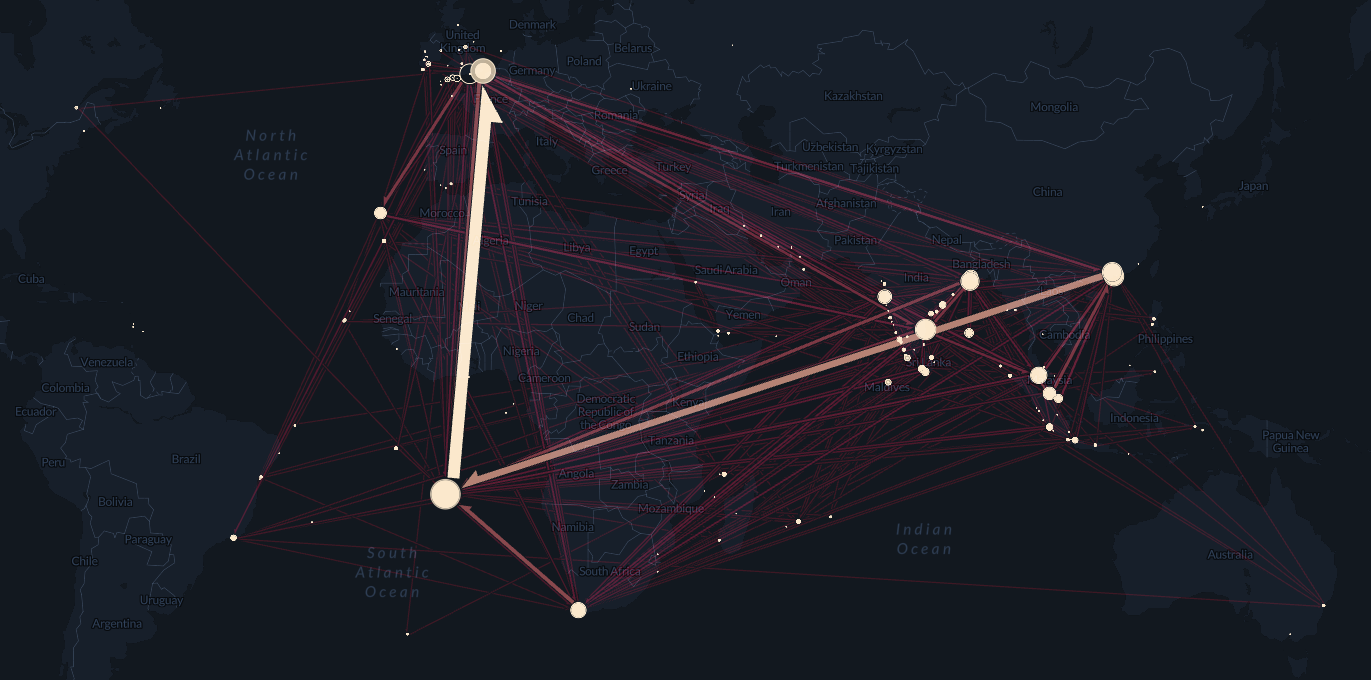 Denmark
United
Kingdom
Belarus
Poland
Germany
Ukraine
Kazakhstan
Mongolia
Romania
North
Atlantic
Ocean
Italy
Spain
Uzbekistan
Kyrgyzstan
Greece
Turkey
Turkmenistan
Tajikistan
Japan
China
Syria
Tunisia
Iraq
Iran
Afghanistan
Morocco
Libya
Egypt
Pakistan
Nepal
Saudi Arabia
Bangladesh
India
Cuba
Oman
Mauritania
Niger
Chad
Yemen
Senegal
Sudan
Cambodia
Philippines
Nigeria
Ethiopia
Venezuela
Cameroon
Maldives
Colombia
Kenya
Democratic
Republic of
the Congo
Ecuador
Indonesia
Papua New
Guinea
Tanzania
Brazil
Peru
Angola
Zambia
Bolivia
Mozambique
Namibia
Indian
Ocean
Paraguay
South
Atlantic
Ocean
Chile
Australia
South Africa
Uruguay
Argentina